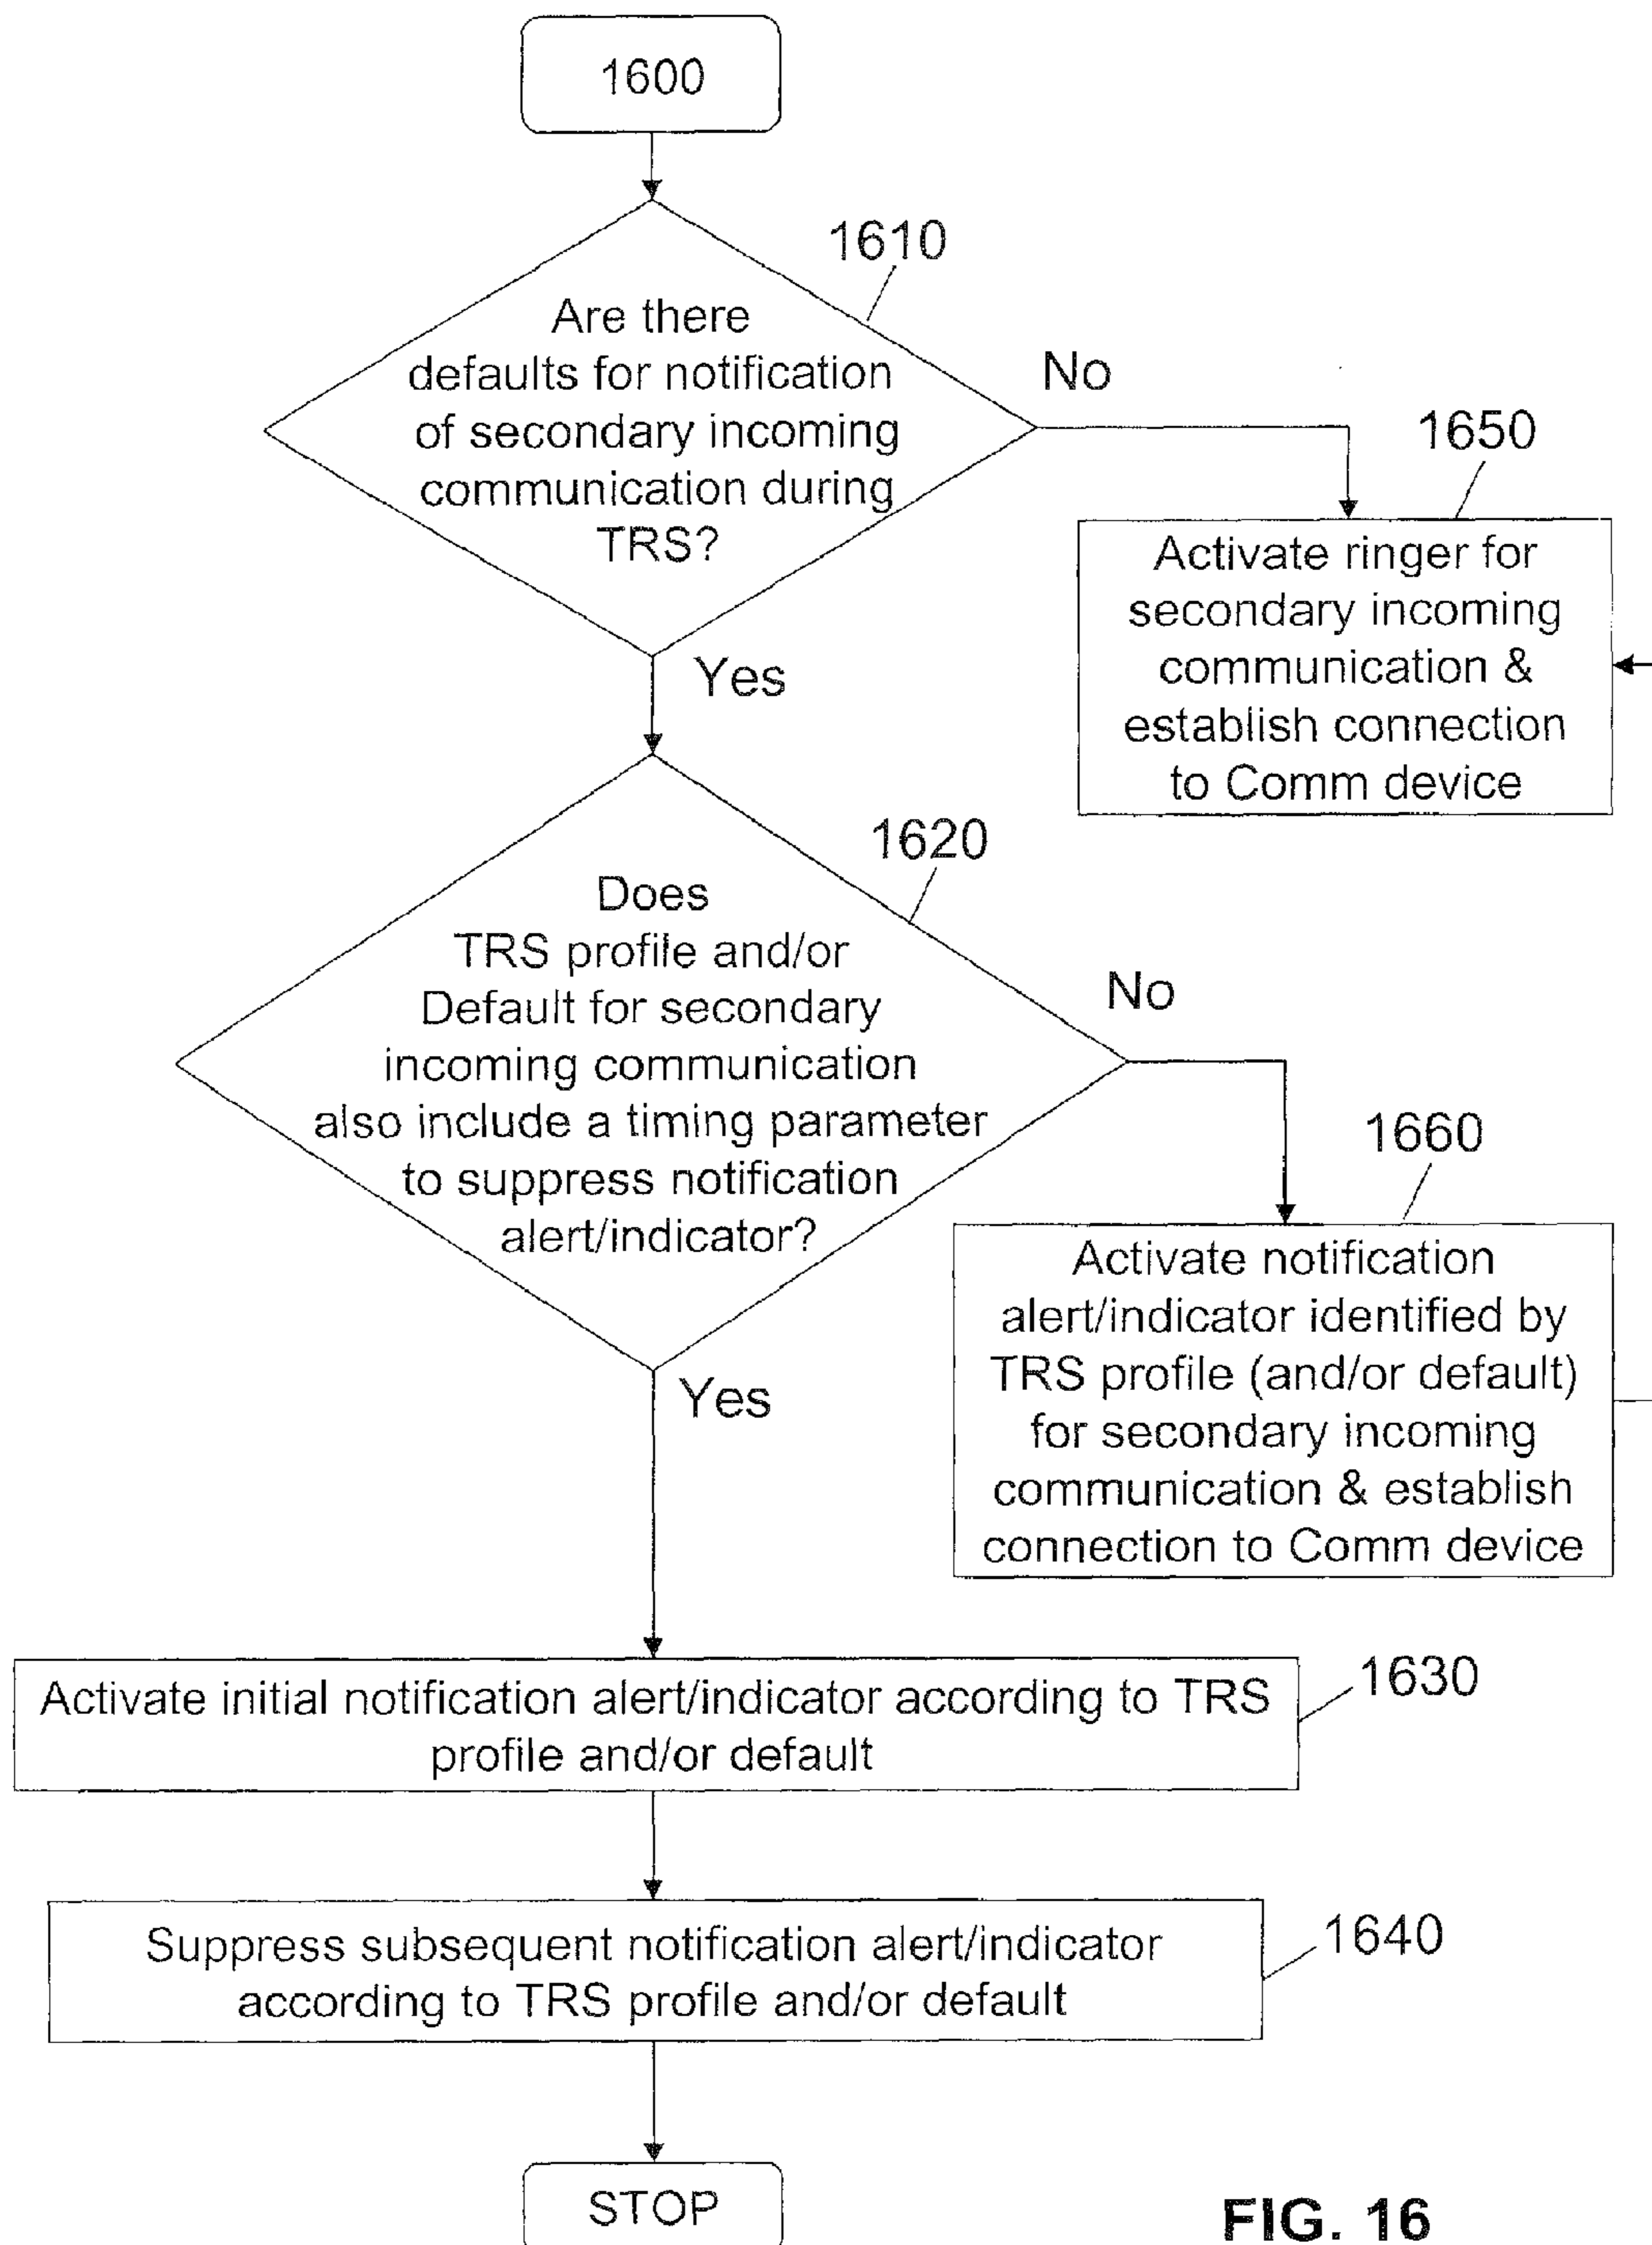 1600
1610
Are there
defaults for notification
of secondary incoming
communication during
TRS?
No
Yes
1650
Activate ringer for
secondary incoming
communication &
establish connection
to Comm device
1620
Does
TRS profile and/or
Default for secondary
incoming communication
also include a timing parameter
to suppress notification
alert/indicator?
No
Yes
1660
Activate notification
alert/indicator identified by
TRS profile (and/or default)
for secondary incoming
communication & establish
connection to Comm device
1630
Activate initial notification alert/indicator according to TRS
profile and/or default
1640
Suppress subsequent notification alert/indicator
according to TRS profile and/or default
STOP
FIG. 16